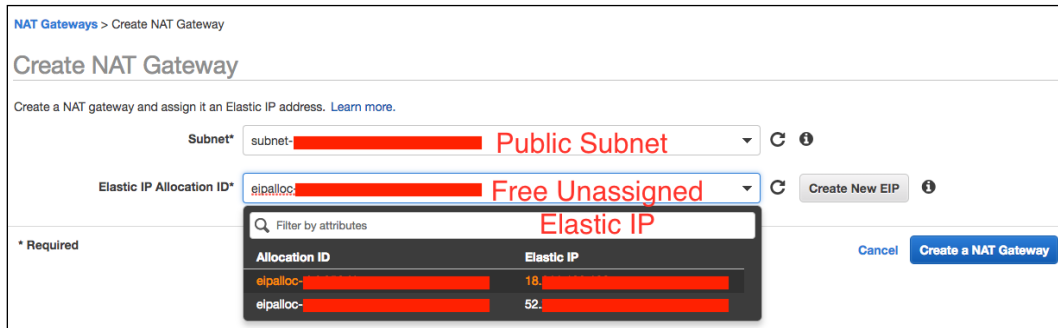 NAT Gateways > Create NAT Gateway
Create NAT Gateway
Create a NAT gateway and assign it an Elastic IP address. Learn more.
Subnet* subnet- Public Subnet
Elastic IP Allocation ID* eipalloc- Free Unassigned Create New EIP
Filter by attributes Elastic IP
* Required
Allocation ID Elastic IP
Cancel Create a NAT Gateway
eipalloc- 18.
eipalloc- 52.